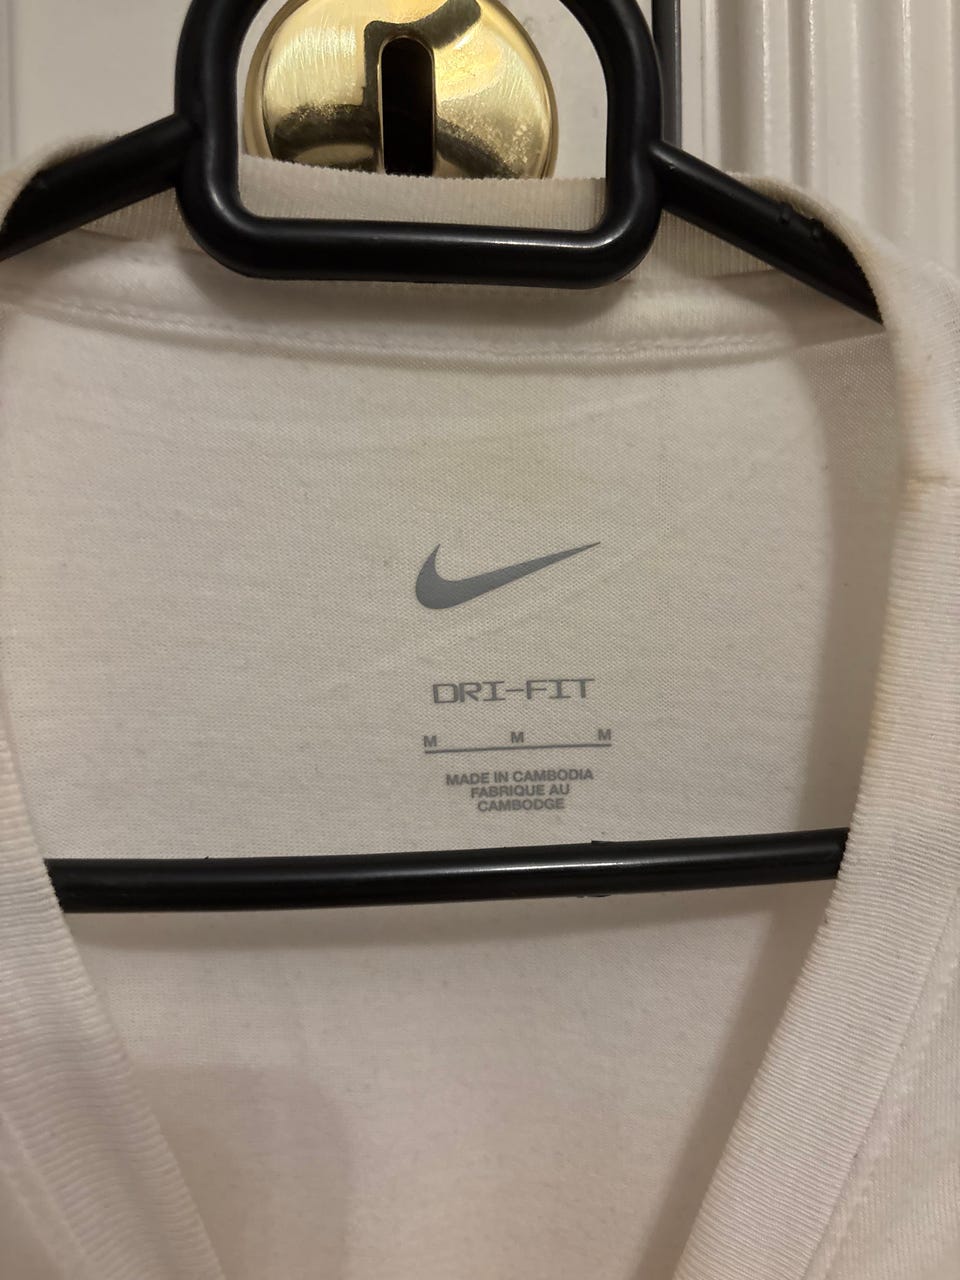 DRI-FIT
M M M
MADE IN CAMBODIA
FABRIQUE AU
CAMBODGE